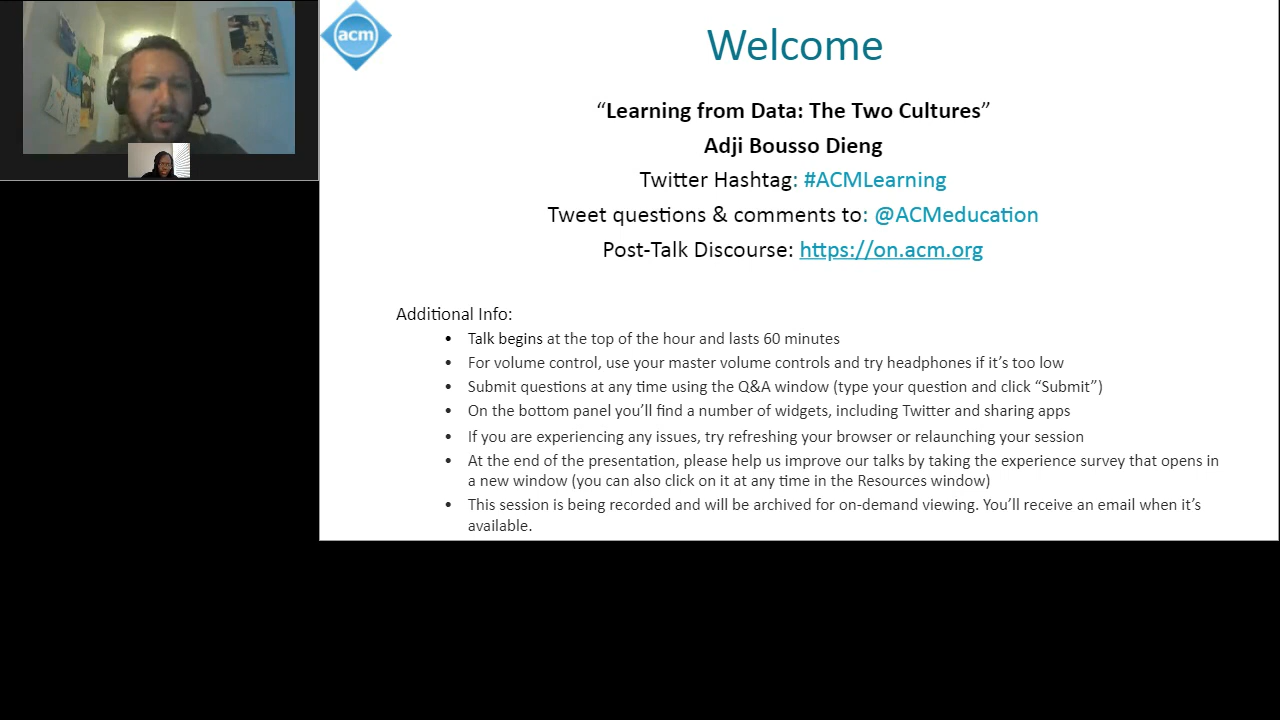 acm
Welcome
“Learning from Data: The Two Cultures”
Adji Bousso Dieng
Twitter Hashtag: #ACMLearning
Tweet questions & comments to: @ACMeducation
Post-Talk Discourse: https://on.acm.org
Additional Info:
• Talk begins at the top of the hour and lasts 60 minutes
• For volume control, use your master volume controls and try headphones if it’s too low
• Submit questions at any time using the Q&A window (type your question and click “Submit”)
• On the bottom panel you’ll find a number of widgets, including Twitter and sharing apps
• If you are experiencing any issues, try refreshing your browser or relaunching your session
• At the end of the presentation, please help us improve our talks by taking the experience survey that opens in
a new window (you can also click on it at any time in the Resources window)
• This session is being recorded and will be archived for on-demand viewing. You’ll receive an email when it’s
available.